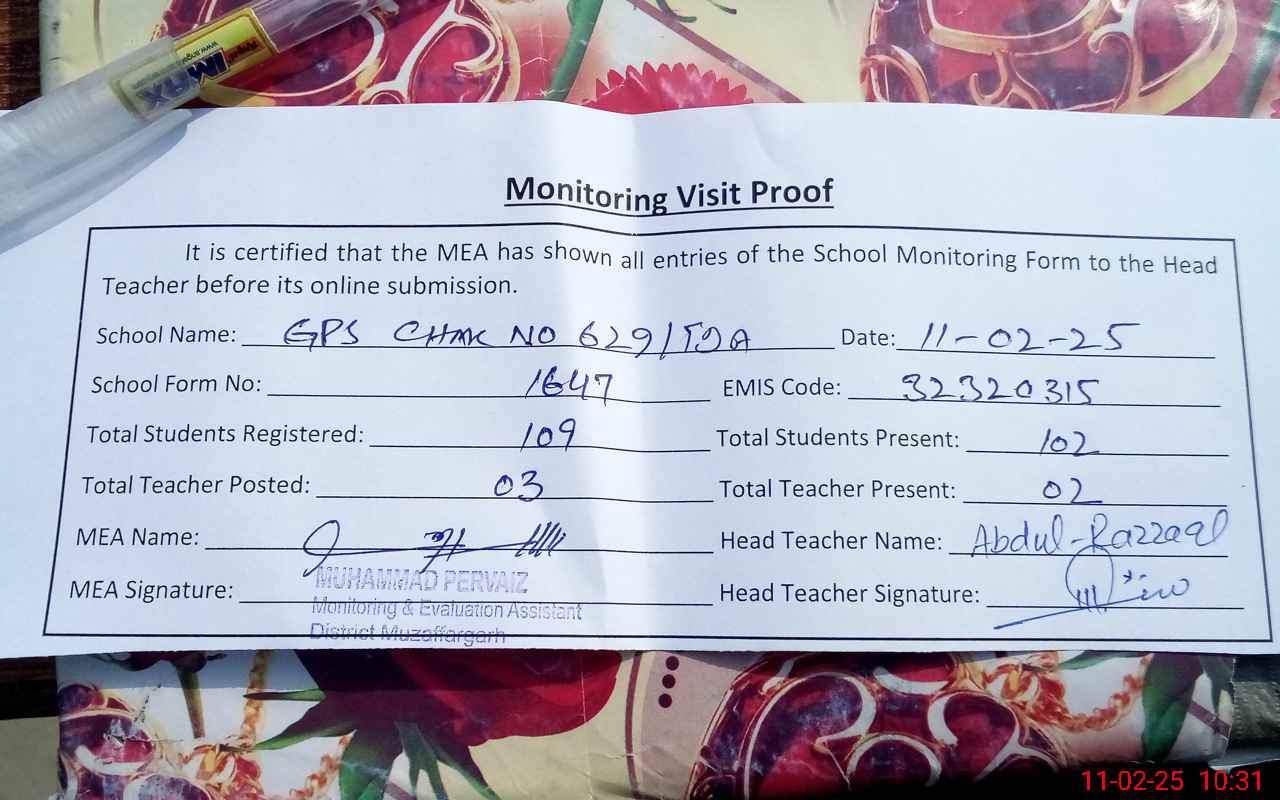 IMAX
Monitoring Visit Proof
It is certified that the MEA has shown all entries of the School Monitoring Form to the Head
Teacher before its online submission.
School Name: GPS CHAK NO 629/TDA Date: 11-02-25
School Form No: 1647 EMIS Code: 32320315
Total Students Registered: 109 Total Students Present: 102
Total Teacher Posted: 03 Total Teacher Present: 02
MEA Name: Head Teacher Name: Abdul-Razzaq
MUHAMMAD PERVAIZ
MEA Signature: Head Teacher Signature:
Monitoring & Evaluation Assistant
District Muzaffargarh
11-02-25 10:31